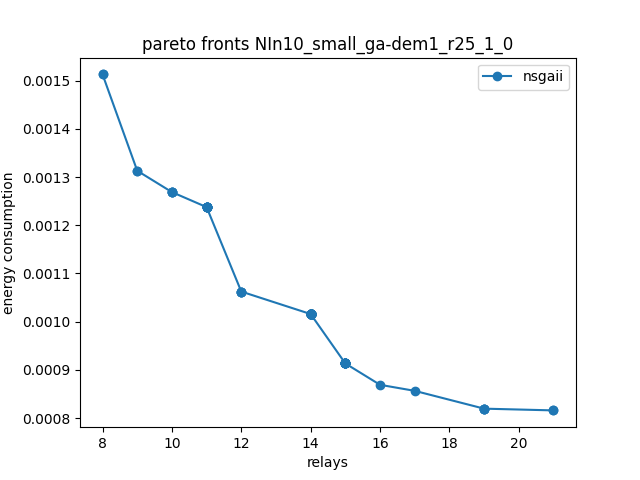 pareto fronts NIn10_small_ga-dem1_r25_1_0
nsgaii
0.0015
0.0014
0.0013
0.0012
0.0011
0.0010
0.0009
0.0008
energy consumption
8 10 12 14 16 18 20
relays